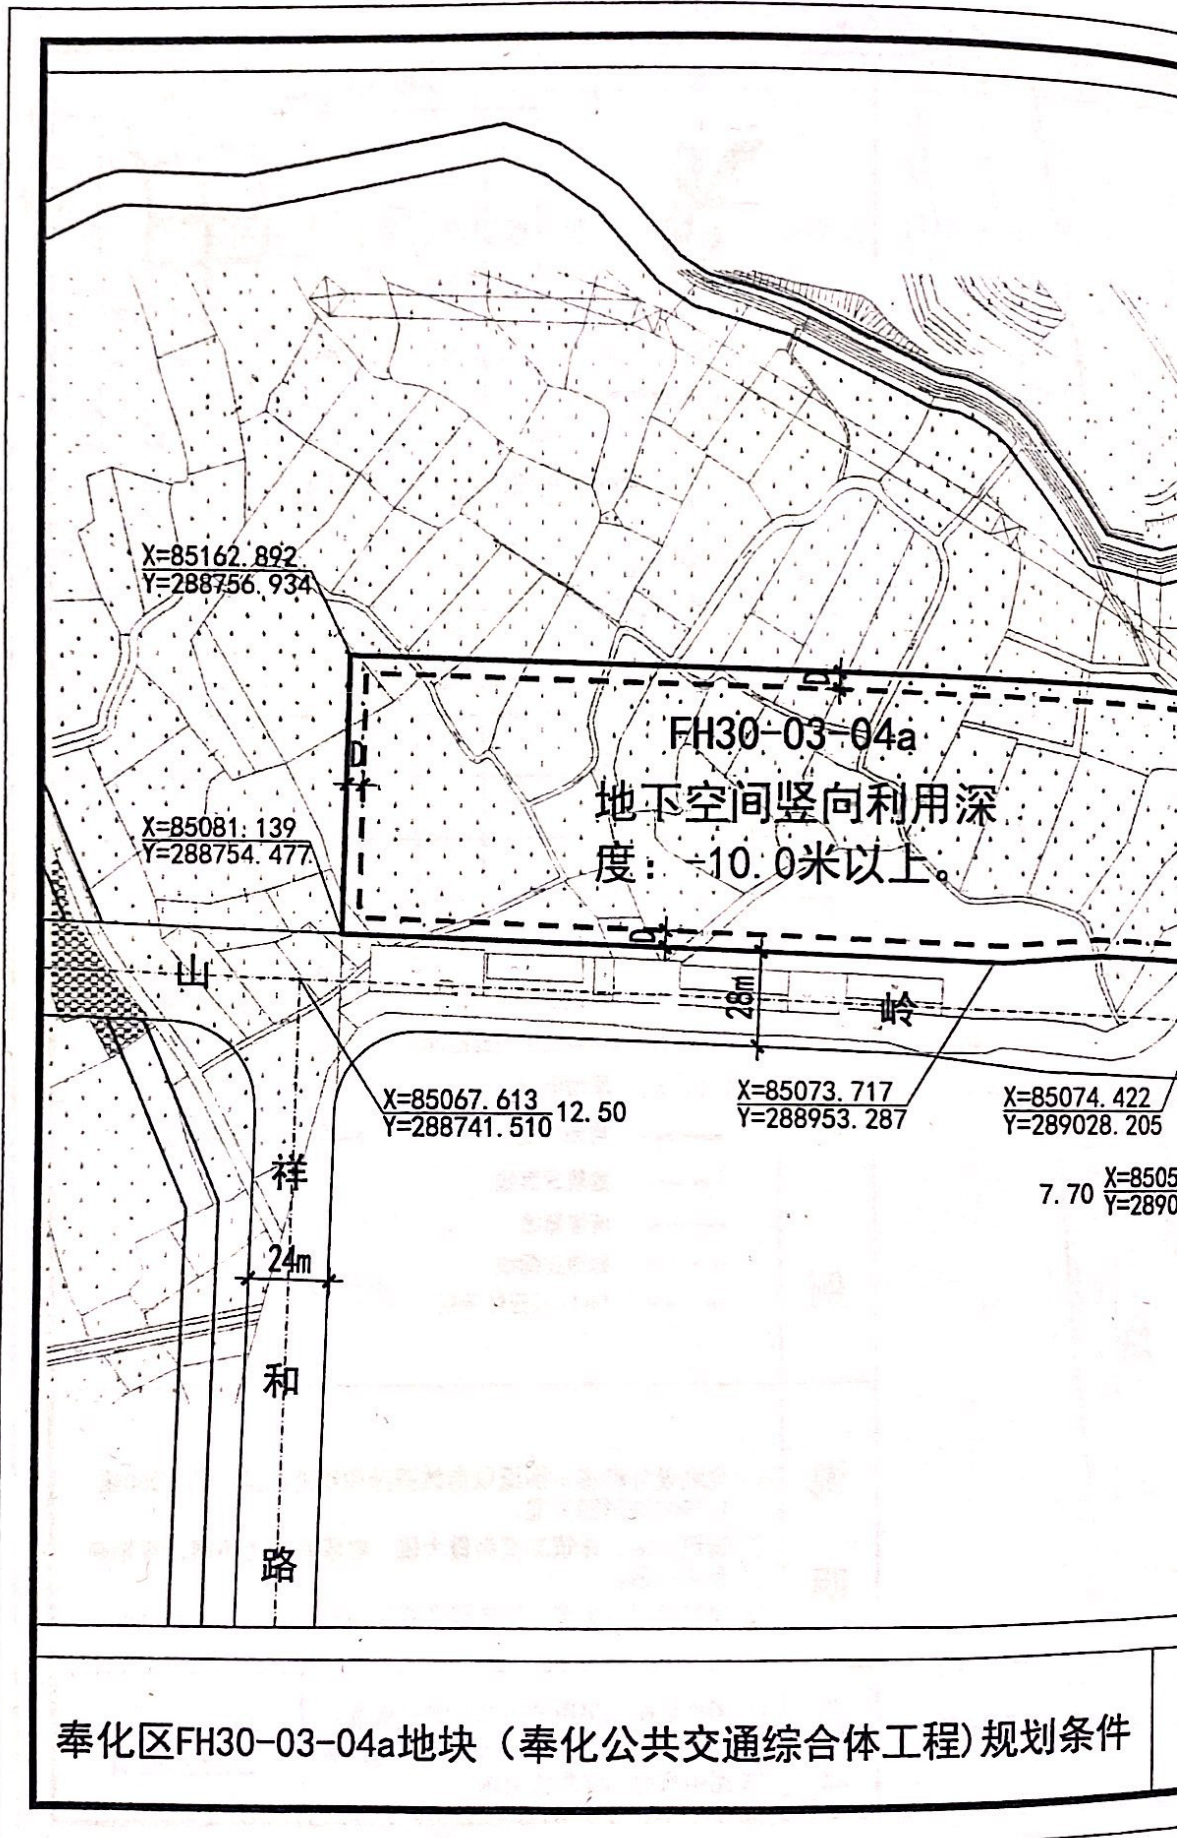 X=85162.892
Y=288756.934
D
FH30-03-04a
D
地下空间竖向利用深
度：-10.0米以上。
X=85081.139
Y=288754.477
D
山
28m
岭
X=85067.613
Y=288741.510
12.50
X=85073.717
Y=288953.287
X=85074.422
Y=289028.205
7.70
X=8505
Y=2890
祥
24m
和
路
奉化区FH30-03-04a地块（奉化公共交通综合体工程)规划条件